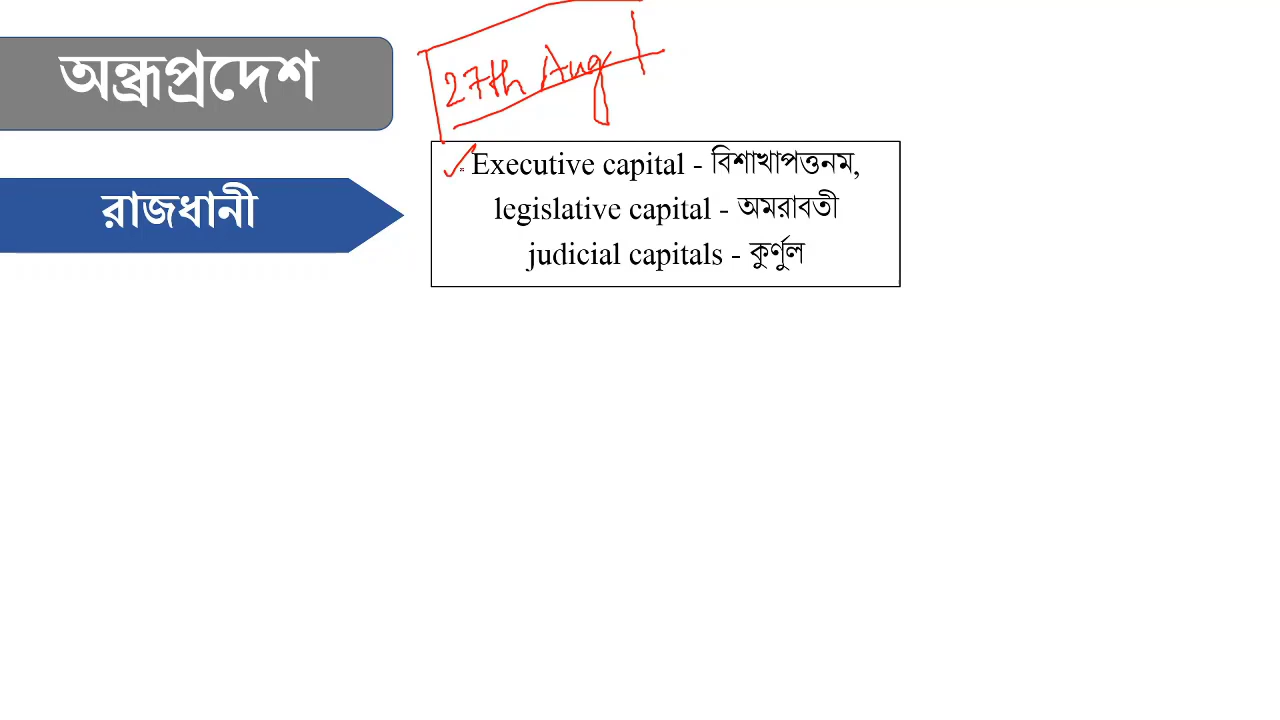 অন্ধ্রপ্রদেশ
27th Aug
রাজধানী
Executive capital - বিশাখাপত্তনম,
legislative capital - অমরাবতী
judicial capitals - কুর্ণুল